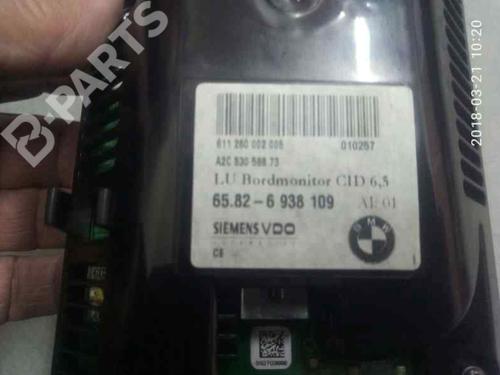 B-PARTS
2018-03-21 10:20
611 260 002 005
010257
A2C 530 588 73
LU Bordmonitor CID 6,5
65.82-6 938 109 AE 01
SIEMENS VDO
BMW
CE